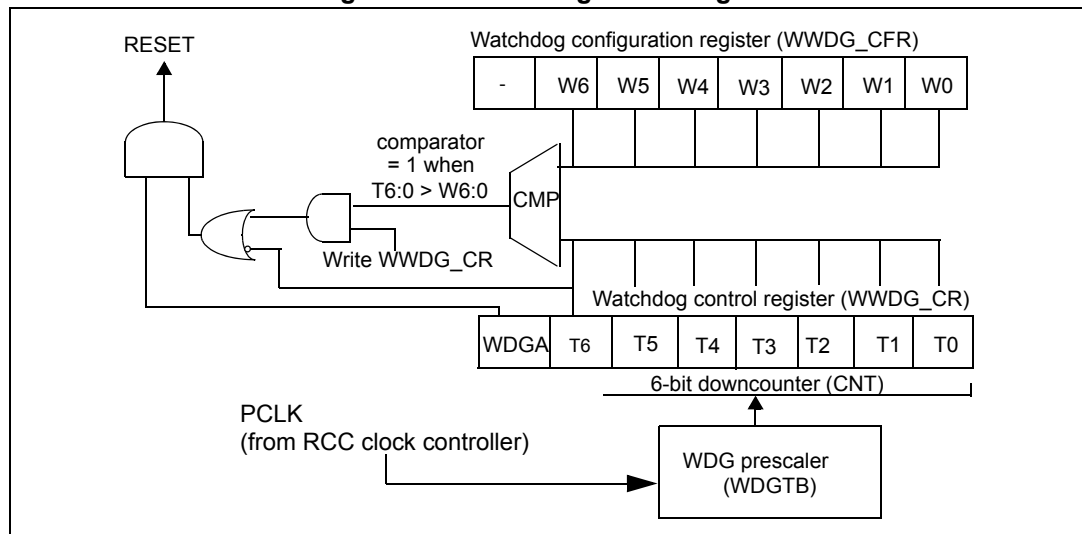 RESET
Watchdog configuration register (WWDG_CFR)
- W6 W5 W4 W3 W2 W1 W0
comparator
= 1 when
T6:0 > W6:0
CMP
Write WWDG_CR
Watchdog control register (WWDG_CR)
WDGA T6 T5 T4 T3 T2 T1 T0
6-bit downcounter (CNT)
PCLK
(from RCC clock controller)
WDG prescaler
(WDGTB)